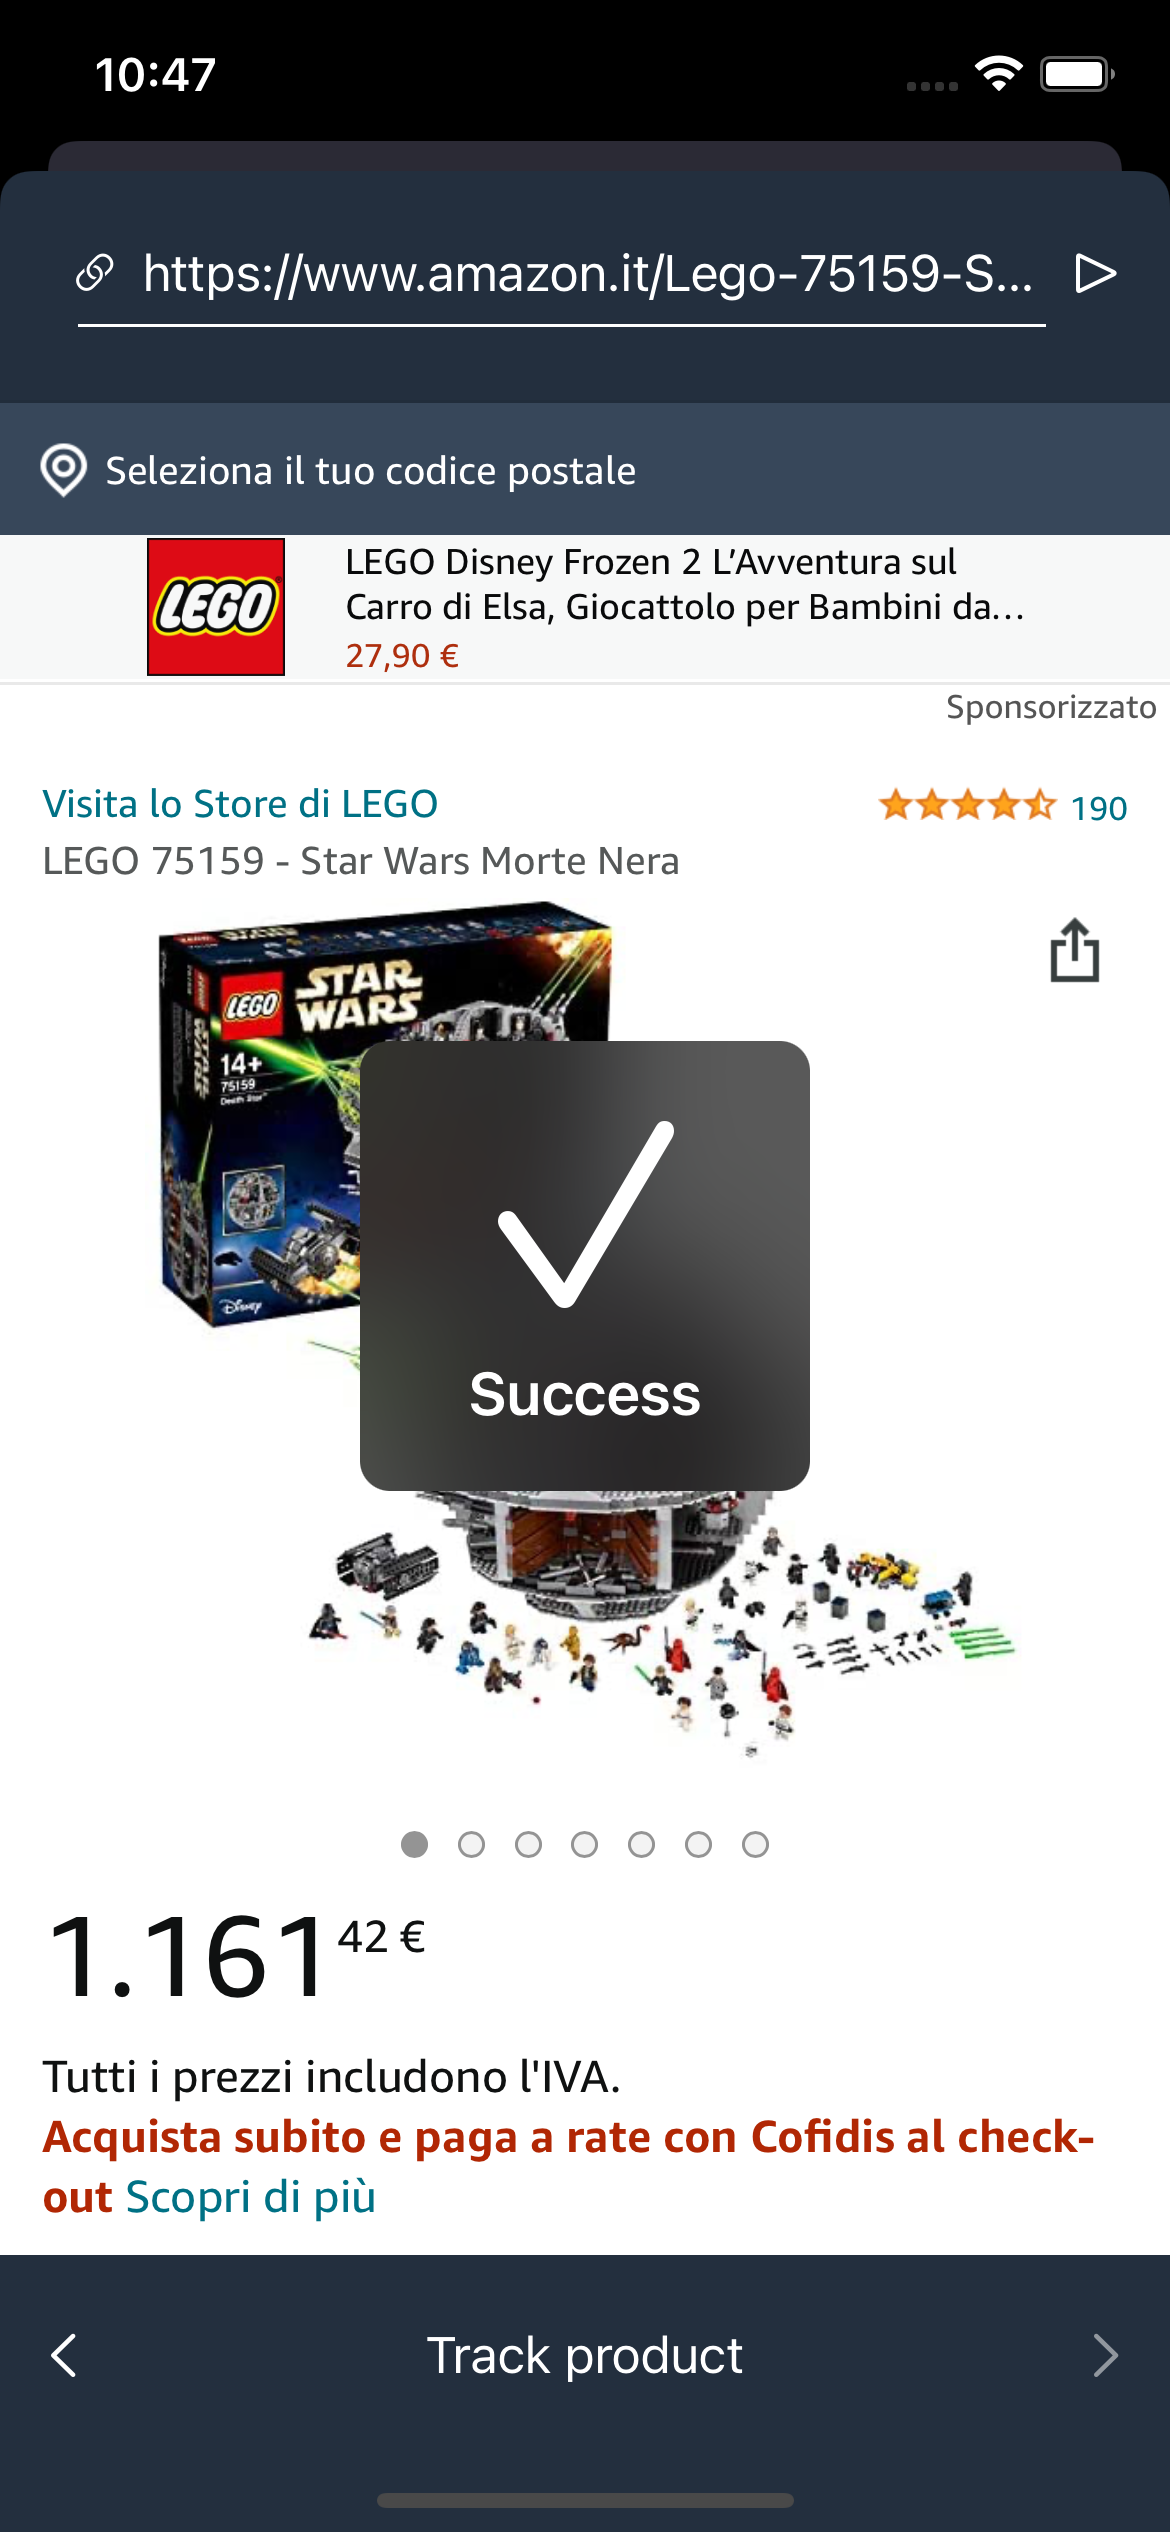 10:47
https://www.amazon.it/Lego-75159-S...
Seleziona il tuo codice postale
LEGO
LEGO Disney Frozen 2 L’Avventura sul
Carro di Elsa, Giocattolo per Bambini da…
27,90 €
Sponsorizzato
Visita lo Store di LEGO
190
LEGO 75159 - Star Wars Morte Nera
LEGO
STAR
WARS
14+
75159
Death Star™
Disney
Success
1.161 42 €
Tutti i prezzi includono l'IVA.
Acquista subito e paga a rate con Cofidis al check-
out Scopri di più
Track product